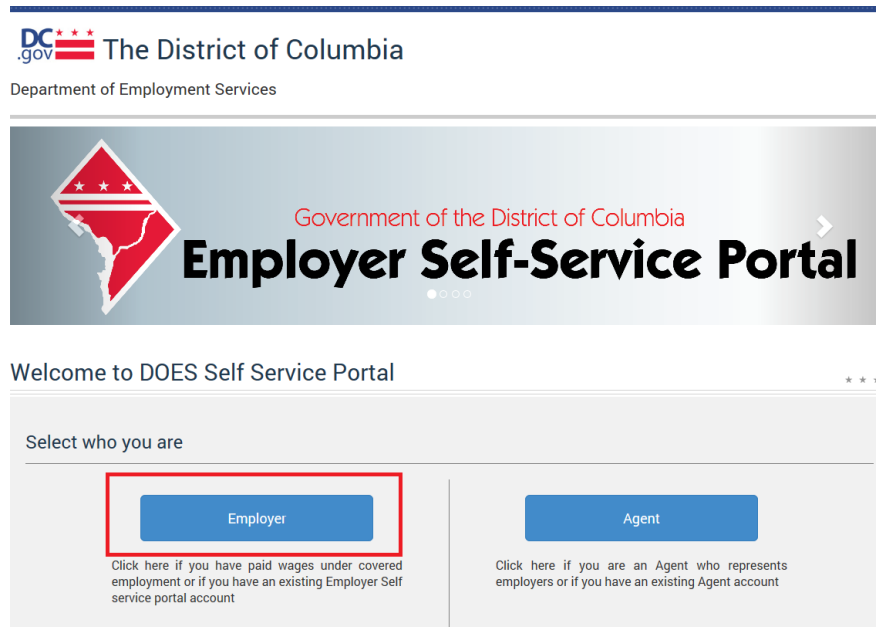 DC
.gov
The District of Columbia
Department of Employment Services
Government of the District of Columbia
Employer Self-Service Portal
Welcome to DOES Self Service Portal
Select who you are
Employer
Click here if you have paid wages under covered
employment or if you have an existing Employer Self
service portal account
Agent
Click here if you are an Agent who represents
employers or if you have an existing Agent account